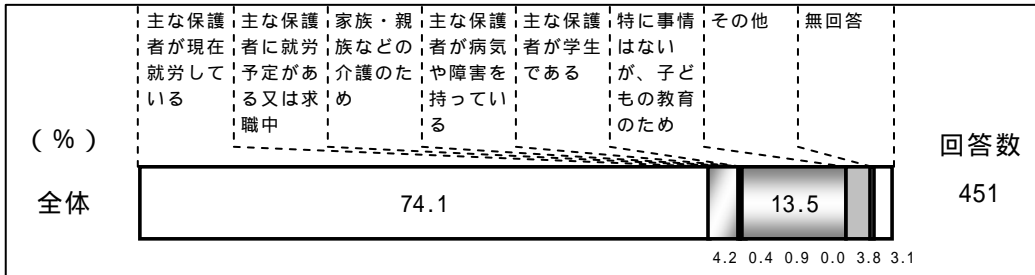 主な保護
者が現在
就労して
いる
主な保護
者に就労
予定があ
る又は求
職中
家族・親
族などの
介護のた
め
主な保護
者が病気
や障害を
持ってい
る
主な保護
者が学生
である
特に事情
はない
が、子ど
もの教育
のため
その他
無回答
(%)
回答数
全体
74.1
13.5
451
4.2 0.4 0.9 0.0 3.8 3.1